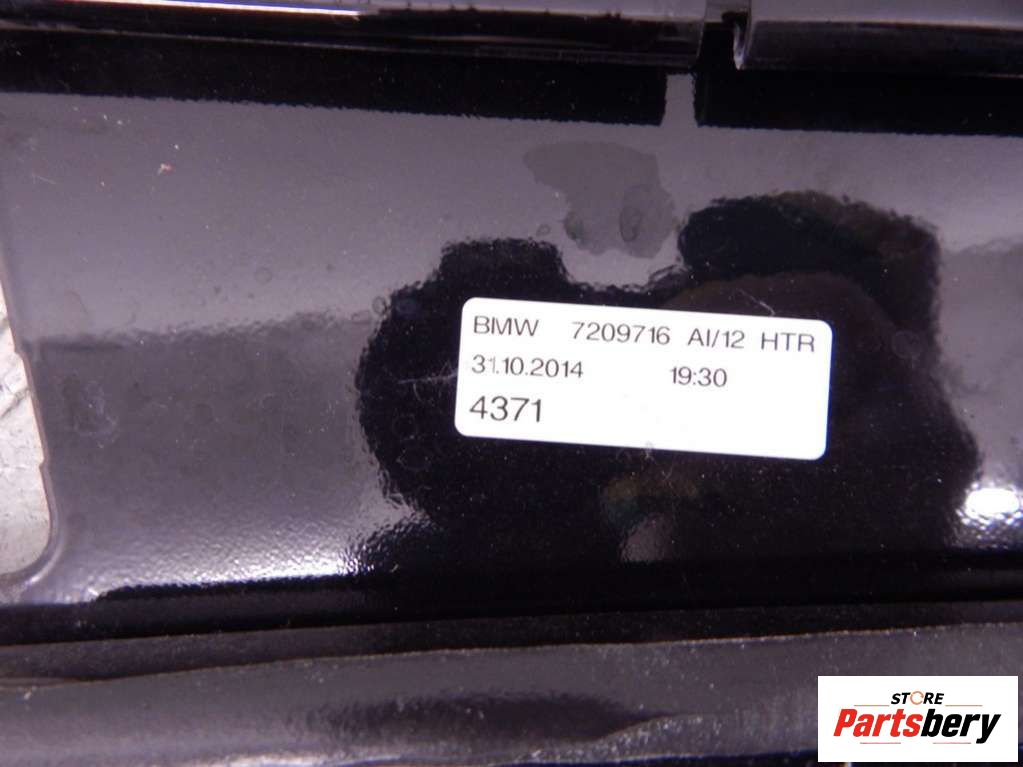 BMW 7209716 AI/12 HTR
31.10.2014 19:30
4371
STORE
Partsbery